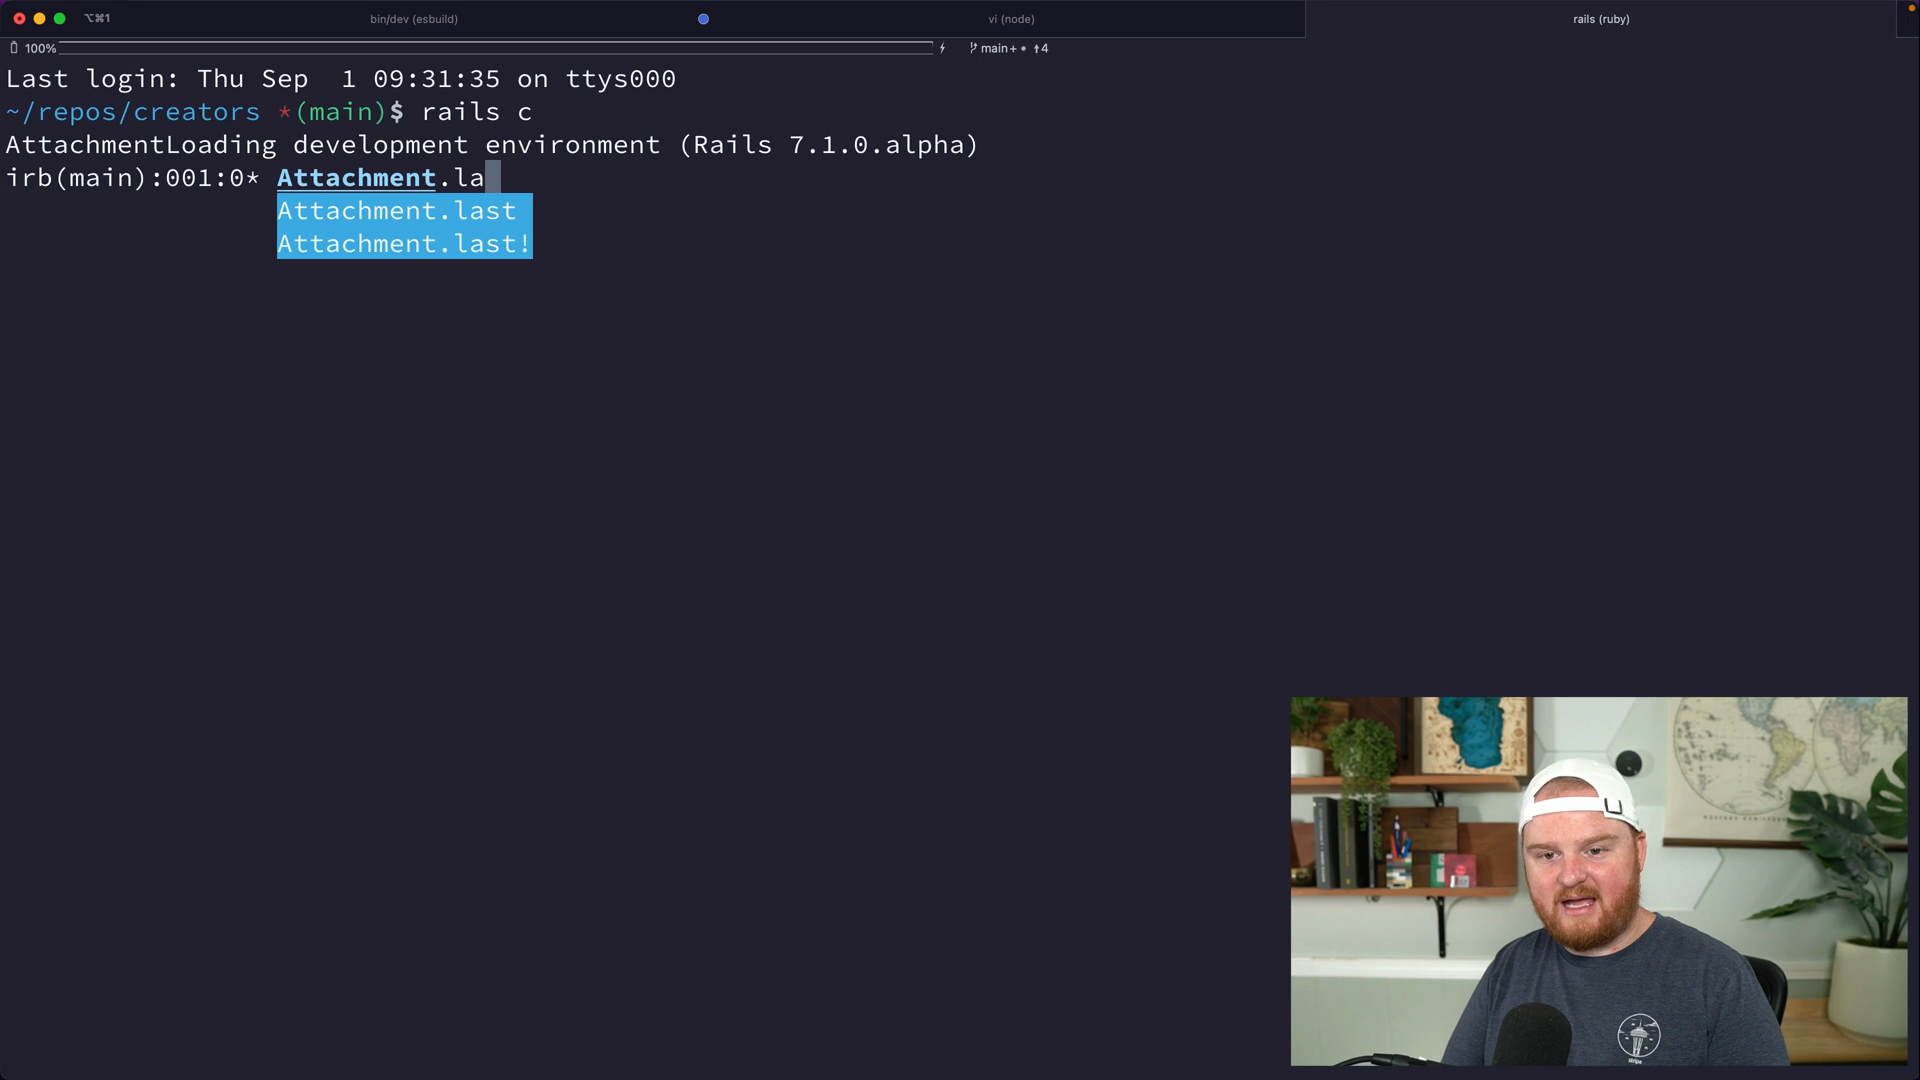 ⌥⌘1
bin/dev (esbuild)
vi (node)
rails (ruby)
100%
main+ • ↑4
Last login: Thu Sep  1 09:31:35 on ttys000
~/repos/creators *(main)$ rails c
AttachmentLoading development environment (Rails 7.1.0.alpha)
irb(main):001:0* Attachment.la
Attachment.last
Attachment.last!
stripe